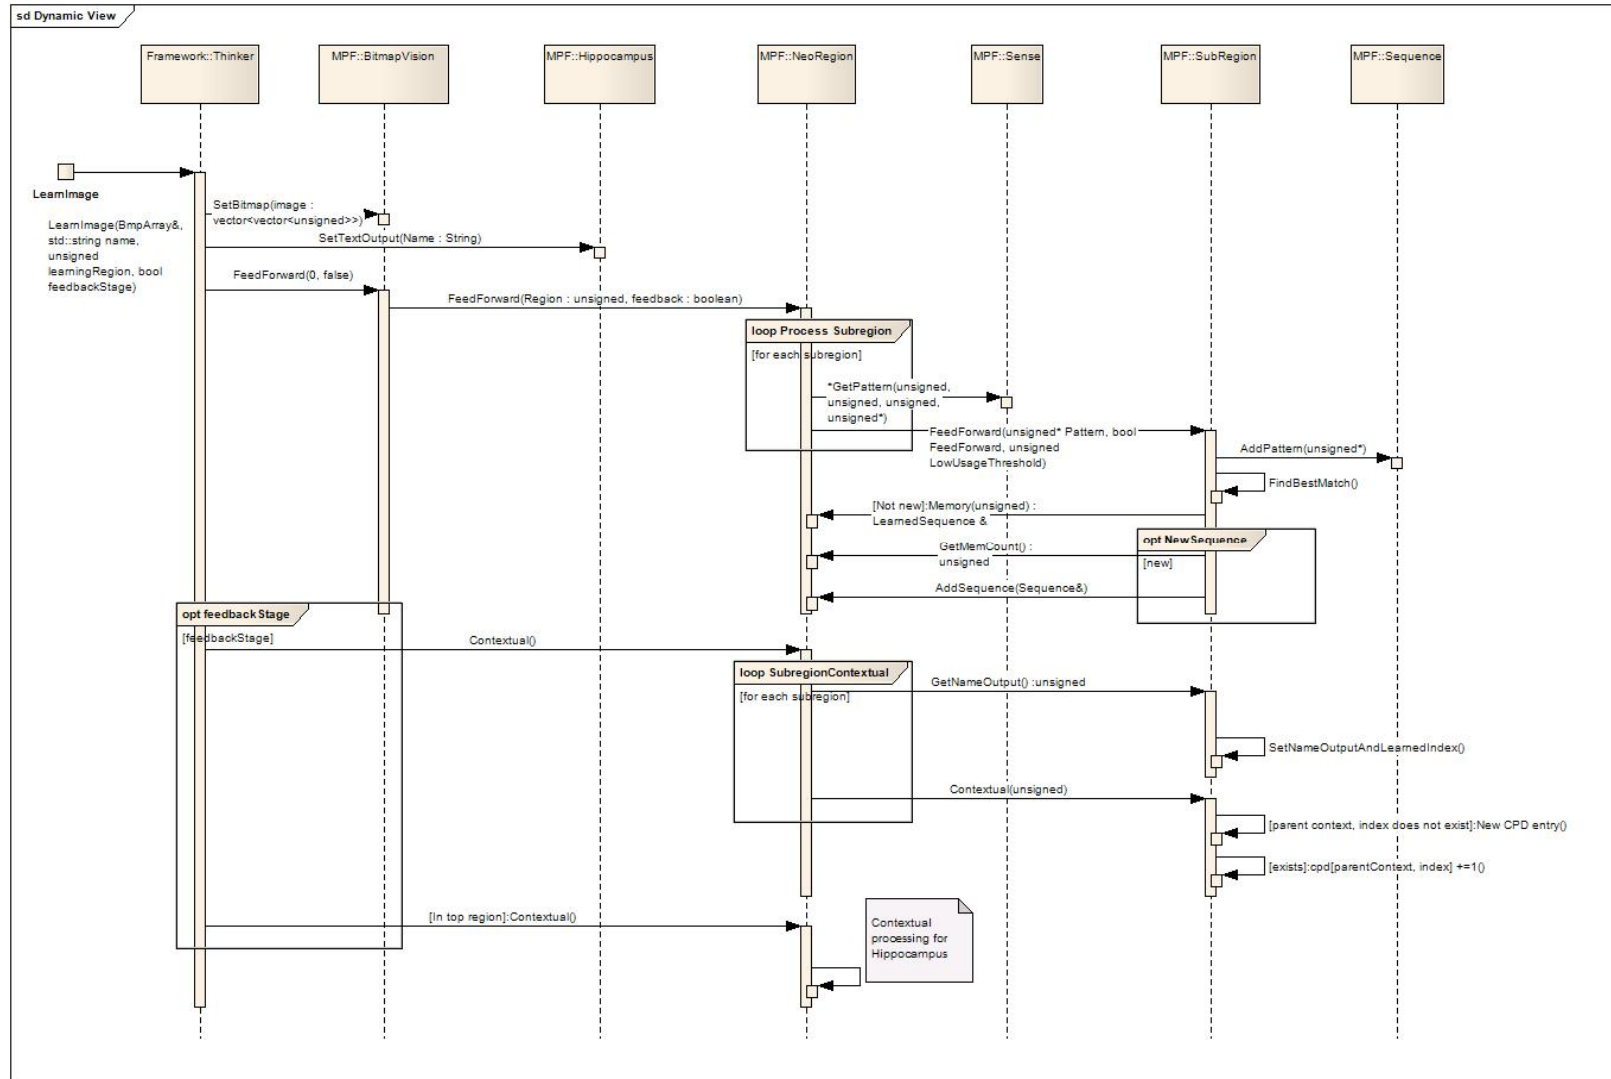 sd Dynamic View
Framework::Thinker
MPF::BitmapVision
MPF::Hippocampus
MPF::NeoRegion
MPF::Sense
MPF::SubRegion
MPF::Sequence
LearnImage
LearnImage(BmpArray&,
std::string name,
unsigned
learningRegion, bool
feedbackStage)
SetBitmap(image :
vector<vector<unsigned>>)
SetTextOutput(Name : String)
FeedForward(0, false)
FeedForward(Region : unsigned, feedback : boolean)
loop Process Subregion
[for each subregion]
*GetPattern(unsigned,
unsigned, unsigned,
unsigned*)
FeedForward(unsigned* Pattern, bool
FeedForward, unsigned
LowUsageThreshold)
AddPattern(unsigned*)
FindBestMatch()
[Not new]:Memory(unsigned) :
LearnedSequence &
opt NewSequence
[new]
GetMemCount() :
unsigned
AddSequence(Sequence&)
opt feedbackStage
[feedbackStage]
Contextual()
loop SubregionContextual
[for each subregion]
GetNameOutput() :unsigned
SetNameOutputAndLearnedIndex()
Contextual(unsigned)
[parent context, index does not exist]:New CPD entry()
[exists]:cpd[parentContext, index] +=1()
[In top region]:Contextual()
Contextual
processing for
Hippocampus